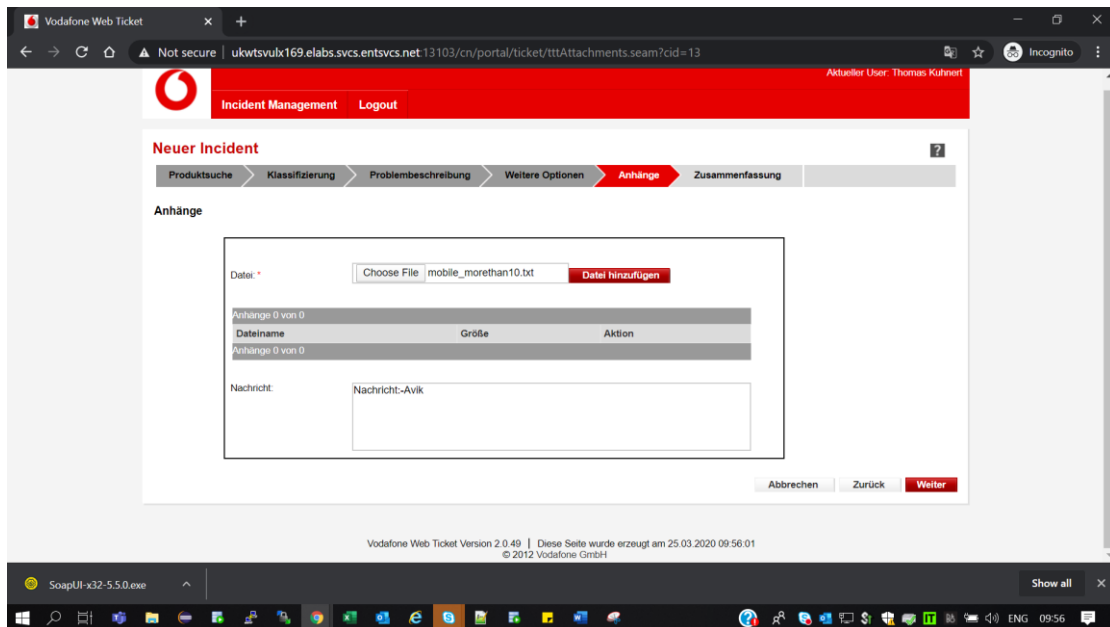 Vodafone Web Ticket
Not secure | ukwtsvulx169.elabs.svcs.entsvcs.net:13103/cn/portal/ticket/tttAttachments.seam?cid=13
Incognito
Aktueller User: Thomas Kuhnert
Incident Management Logout
Neuer Incident
?
Produktsuche Klassifizierung Problembeschreibung Weitere Optionen Anhänge Zusammenfassung
Anhänge
Datei: * Choose File mobile_morethan10.txt Datei hinzufügen
Anhänge 0 von 0
Dateiname Größe Aktion
Anhänge 0 von 0
Nachricht: Nachricht:-Avik
Abbrechen Zurück Weiter
Vodafone Web Ticket Version 2.0.49 | Diese Seite wurde erzeugt am 25.03.2020 09:56:01
© 2012 Vodafone GmbH
SoapUI-x32-5.5.0.exe
Show all
ENG 09:56